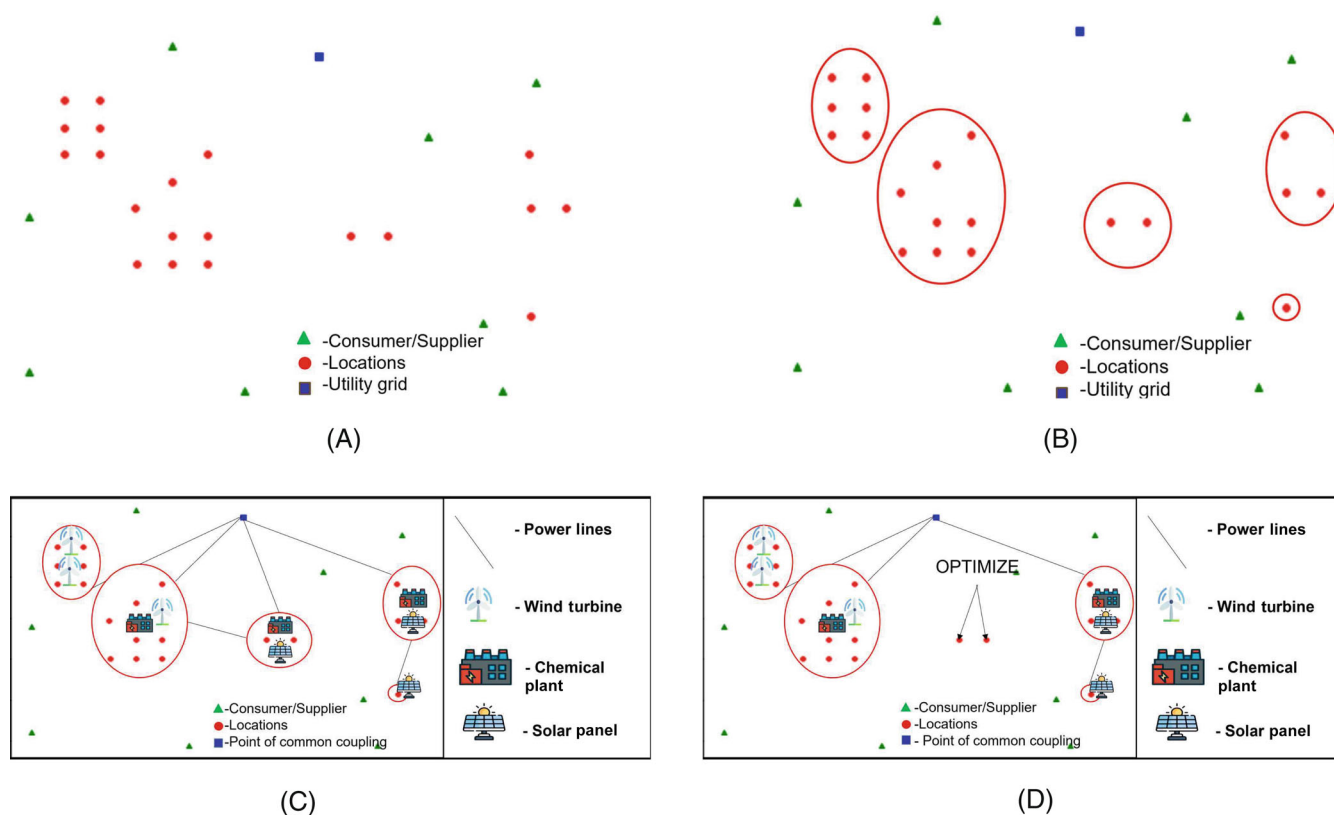 -Consumer/Supplier
-Locations
-Utility grid
(A)
-Consumer/Supplier
-Locations
-Utility grid
(B)
- Power lines
- Wind turbine
- Chemical
plant
- Solar panel
-Consumer/Supplier
-Locations
-Point of common coupling
(C)
OPTIMIZE
- Power lines
- Wind turbine
- Chemical
plant
- Solar panel
-Consumer/Supplier
-Locations
- Point of common coupling
(D)